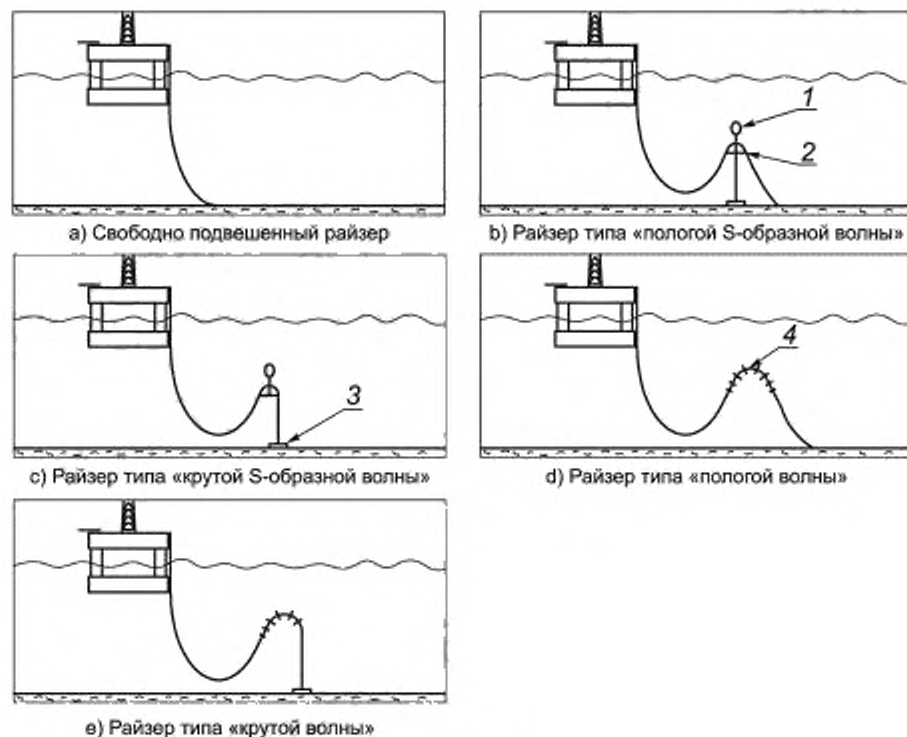 1
2
a) Свободно подвешенный райзер
b) Райзер типа «пологой S-образной волны»
3
4
c) Райзер типа «крутой S-образной волны»
d) Райзер типа «пологой волны»
e) Райзер типа «крутой волны»